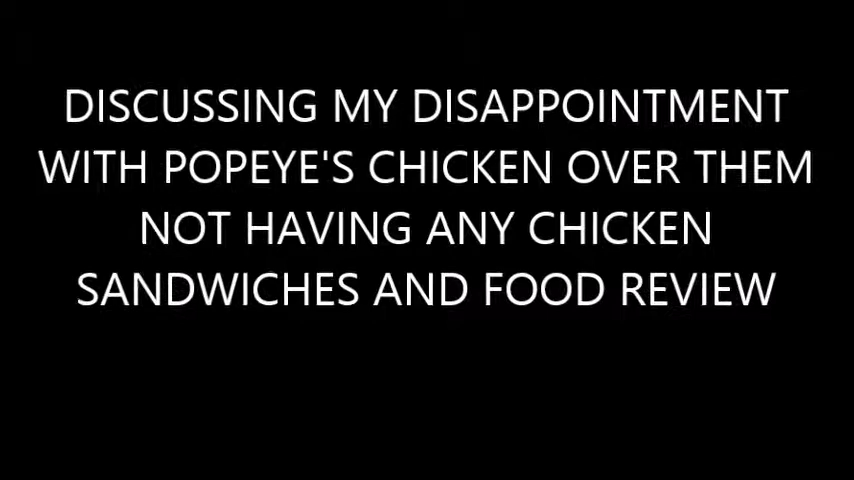 DISCUSSING MY DISAPPOINTMENT
WITH POPEYE'S CHICKEN OVER THEM
NOT HAVING ANY CHICKEN
SANDWICHES AND FOOD REVIEW